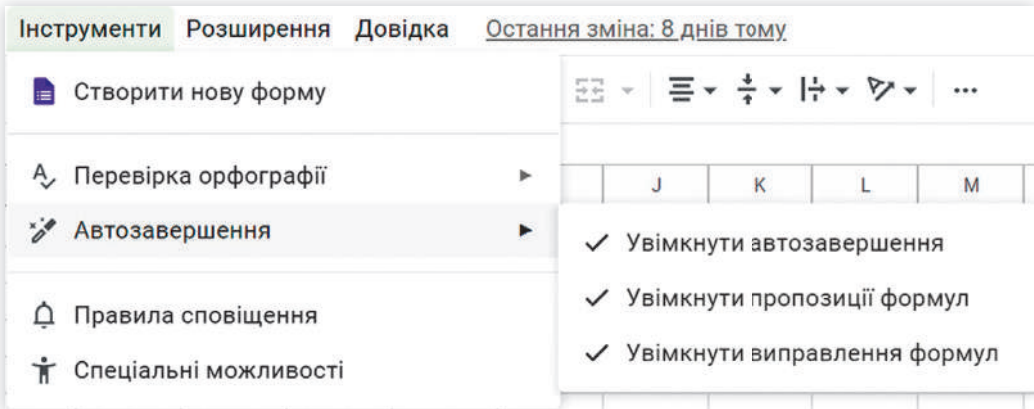 Інструменти Розширення Довідка Остання зміна: 8 днів тому
Створити нову форму
Перевірка орфографії
J K L M
Автозавершення
Увімкнути автозавершення
Увімкнути пропозиції формул
Правила сповіщення
Увімкнути виправлення формул
Спеціальні можливості